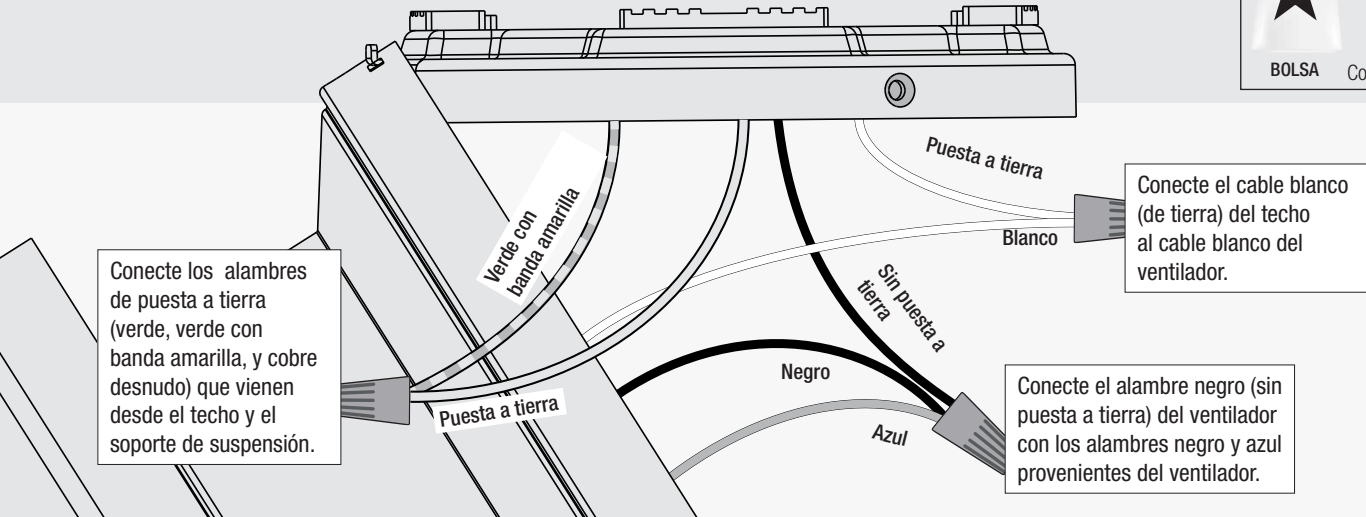 BOLSA
Co
Puesta a tierra
Conecte el cable blanco
(de tierra) del techo
al cable blanco del
ventilador.
Blanco
Verde con
banda amarilla
Conecte los alambres
de puesta a tierra
(verde, verde con
banda amarilla, y cobre
desnudo) que vienen
desde el techo y el
soporte de suspensión.
Sin puesta a
tierra
Negro
Puesta a tierra
Azul
Conecte el alambre negro (sin
puesta a tierra) del ventilador
con los alambres negro y azul
provenientes del ventilador.